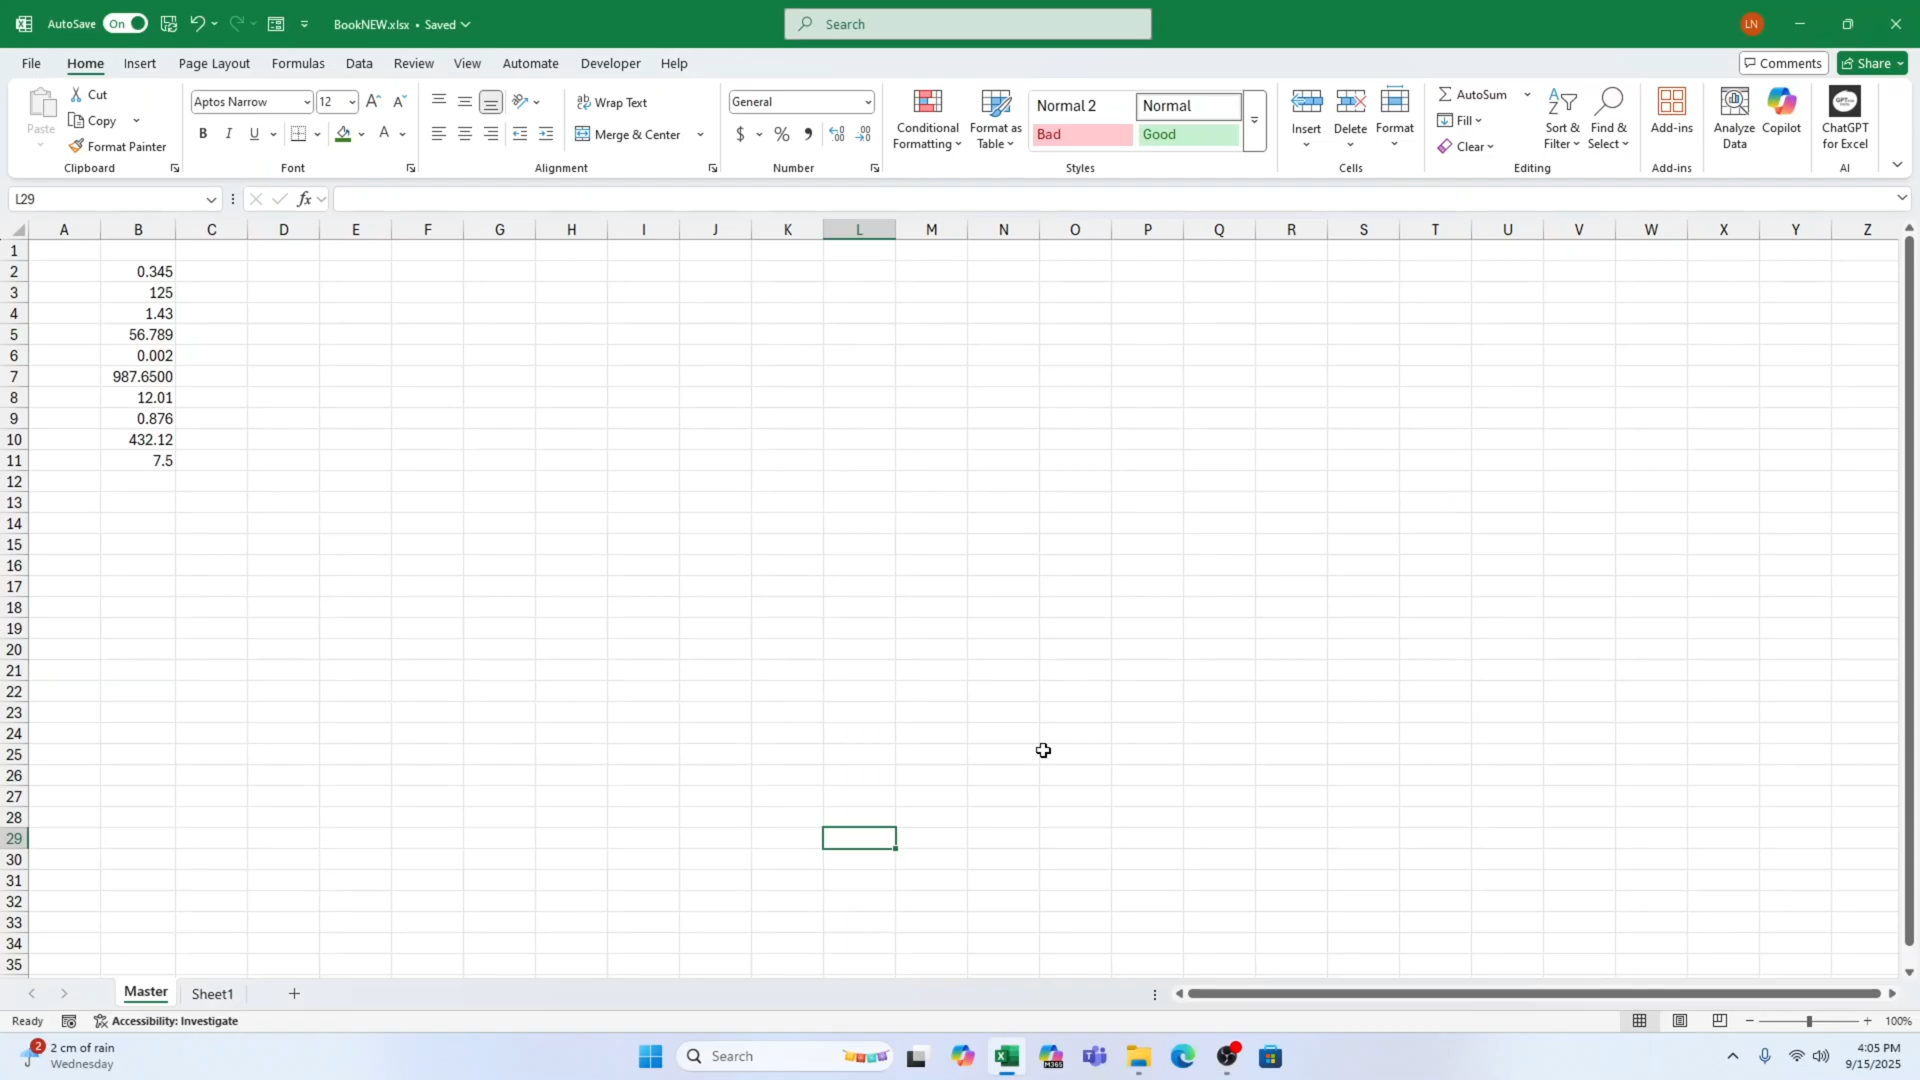 AutoSave On BookNEW.xlsx • Saved Search LN
File Home Insert Page Layout Formulas Data Review View Automate Developer Help Comments Share
Paste Cut Copy Format Painter Clipboard
Aptos Narrow 12 B I U A Font
ab Wrap Text Merge & Center Alignment
General $ % Number
Conditional Formatting Format as Table Normal 2 Normal Bad Good Styles
Insert Delete Format Cells
AutoSum Fill Clear Sort & Filter Find & Select Editing
Add-ins Add-ins
Analyze Data Copilot
ChatGPT for Excel AI
L29 fx
A B C D E F G H I J K L M N O P Q R S T U V W X Y Z
1
2 0.345
3 125
4 1.43
5 56.789
6 0.002
7 987.6500
8 12.01
9 0.876
10 432.12
11 7.5
12
13
14
15
16
17
18
19
20
21
22
23
24
25
26
27
28
29
30
31
32
33
34
35
Master Sheet1
Ready Accessibility: Investigate 100%
2 2 cm of rain Search 4:05 PM
Wednesday 9/15/2025